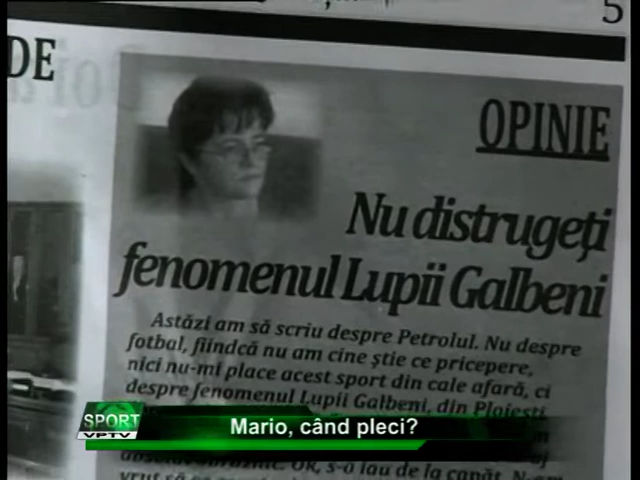 5
DE
OPINIE
Nu distrugeți
fenomenul Lupii Galbeni
Astăzi am să scriu despre Petrolul. Nu despre
fotbal, fiindcă nu am cine știe ce pricepere,
nici nu-mi place acest sport din cale afară, ci
despre fenomenul Lupii Galbeni, din Ploiești.
SPORT
VPTV
Mario, când pleci?
OK, s-o iau de la capăt. N-am